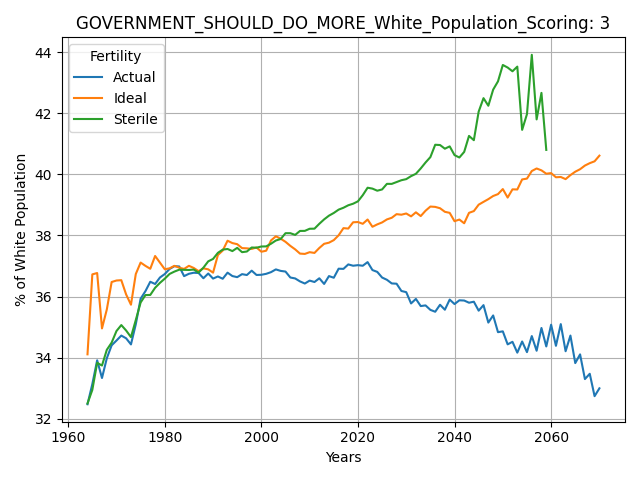 GOVERNMENT_SHOULD_DO_MORE_White_Population_Scoring: 3
Fertility
Actual
Ideal
Sterile
% of White Population
44
42
40
38
36
34
32
1960
1980
2000
2020
2040
2060
Years